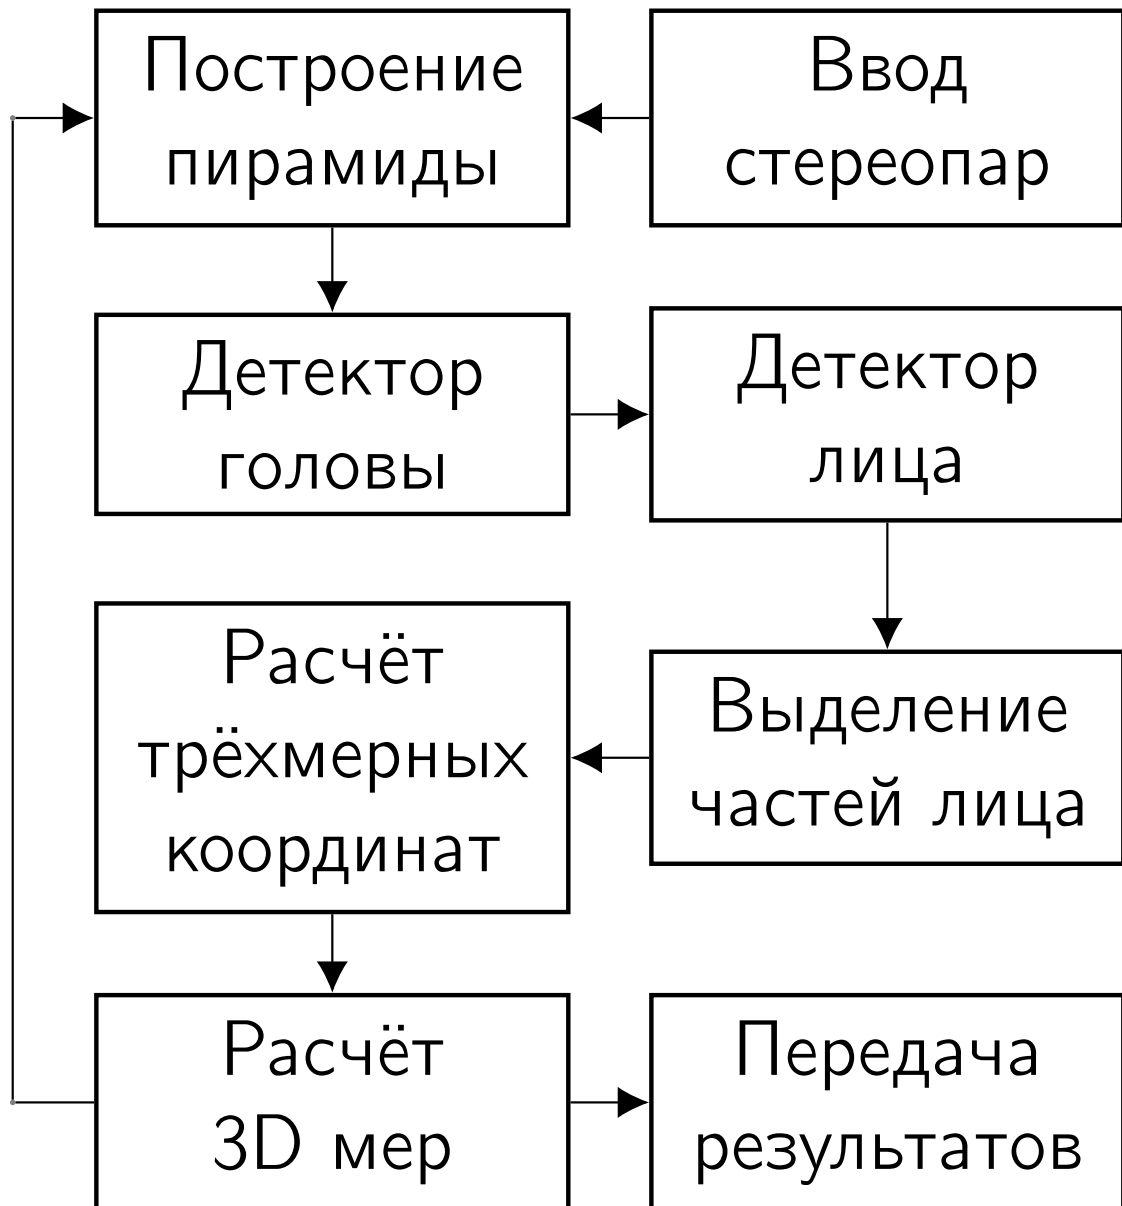 Построение
пирамиды
Ввод
стереопар
Детектор
головы
Детектор
лица
Расчёт
трёхмерных
координат
Выделение
частей лица
Расчёт
3D мер
Передача
результатов